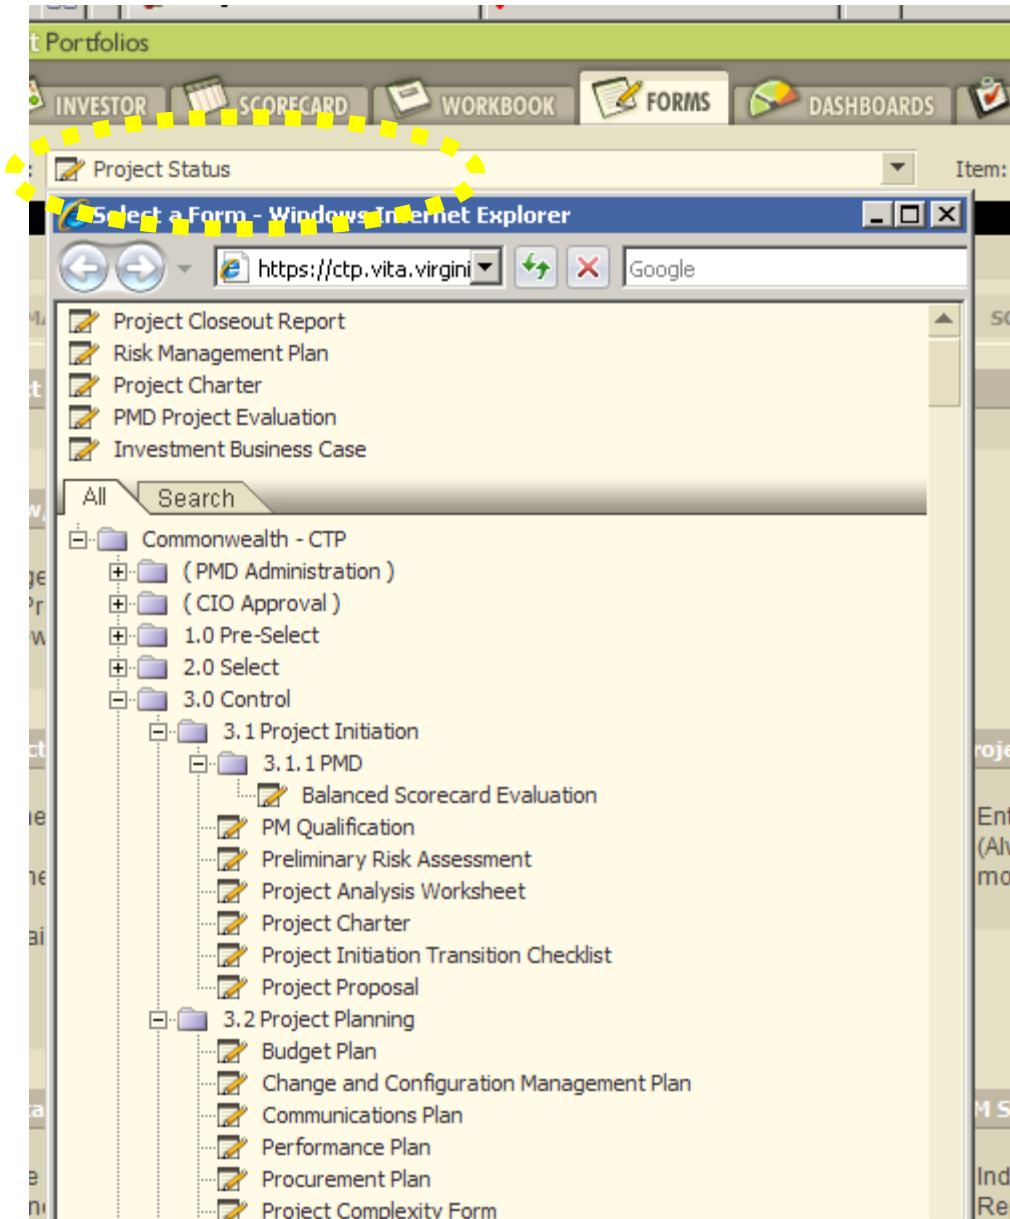 t Portfolios
INVESTOR SCORECARD WORKBOOK FORMS DASHBOARDS
: Project Status Item:
Select a Form - Windows Internet Explorer
https://ctp.vita.virgini Google
Project Closeout Report
Risk Management Plan
Project Charter
PMD Project Evaluation
Investment Business Case
All Search
Commonwealth - CTP
( PMD Administration )
( CIO Approval )
1.0 Pre-Select
2.0 Select
3.0 Control
3.1 Project Initiation
3.1.1 PMD
Balanced Scorecard Evaluation
PM Qualification
Preliminary Risk Assessment
Project Analysis Worksheet
Project Charter
Project Initiation Transition Checklist
Project Proposal
3.2 Project Planning
Budget Plan
Change and Configuration Management Plan
Communications Plan
Performance Plan
Procurement Plan
Project Complexity Form